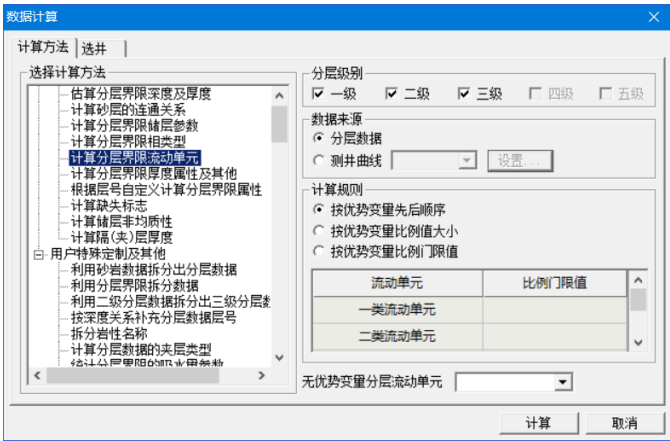 数据计算
计算方法
选井
选择计算方法
估算分层界限深度及厚度
计算砂层的连通关系
计算分层界限储层参数
计算分层界限相类型
计算分层界限流动单元
计算分层界限厚度属性及其他
根据层号自定义计算分层界限属性
计算缺失标志
计算储层非均质性
计算隔(夹)层厚度
用户特殊定制及其他
利用砂岩数据拆分出分层数据
利用分层界限拆分数据
利用二级分层数据拆分出三级分层数
按深度关系补充分层数据层号
拆分岩性名称
计算分层数据的夹层类型
统计分层界限的吸水用参数
分层级别
一级 二级 三级 四级 五级
数据来源
分层数据
测井曲线 设置...
计算规则
按优势变量先后顺序
按优势变量比例值大小
按优势变量比例门限值
流动单元 比例门限值
一类流动单元
二类流动单元
无优势变量分层流动单元
计算 取消